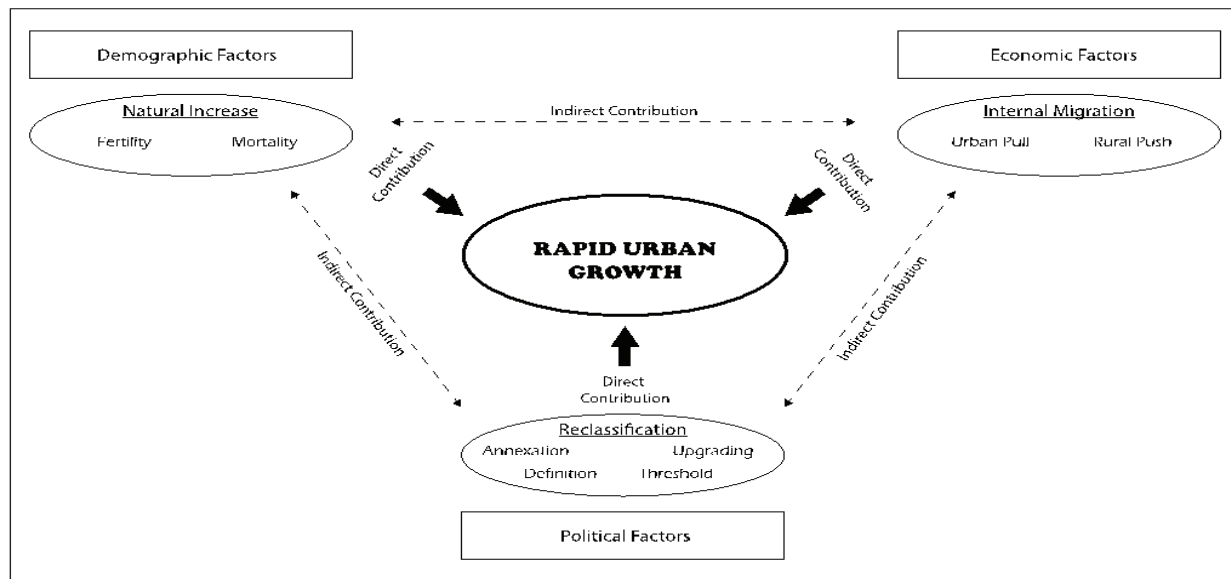 Demographic Factors
Economic Factors
Natural Increase
Fertility Mortality
Indirect Contribution
Internal Migration
Urban Pull Rural Push
Direct
Contribution
Direct
Contribution
RAPID URBAN
GROWTH
Indirect Contribution
Indirect Contribution
Direct
Contribution
Reclassification
Annexation Upgrading
Definition Threshold
Political Factors